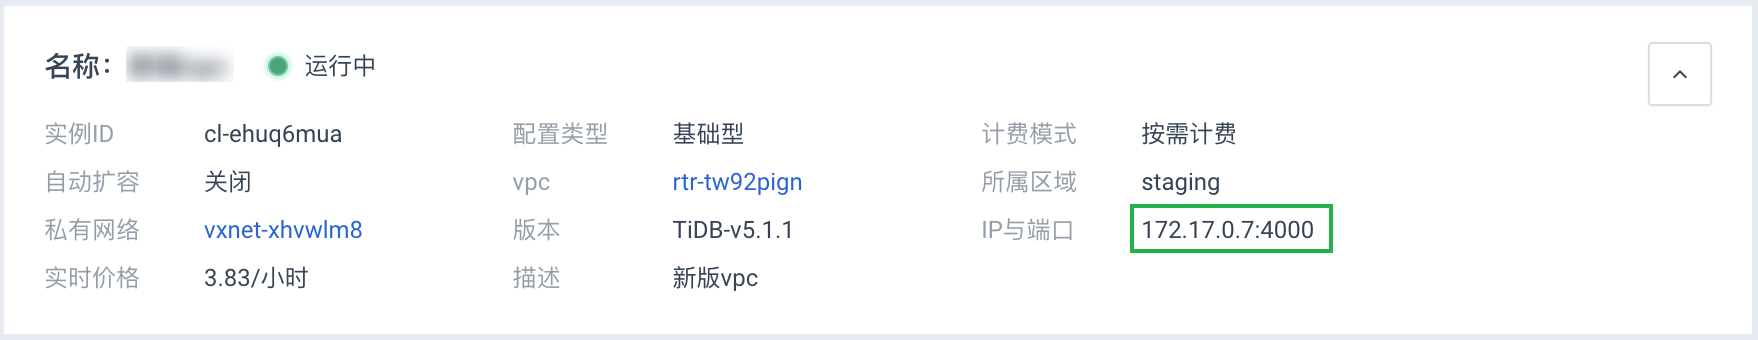 名称： 运行中
实例ID cl-ehuq6mua 配置类型 基础型 计费模式 按需计费
自动扩容 关闭 vpc rtr-tw92pign 所属区域 staging
私有网络 vxnet-xhvwlm8 版本 TiDB-v5.1.1 IP与端口 172.17.0.7:4000
实时价格 3.83/小时 描述 新版vpc